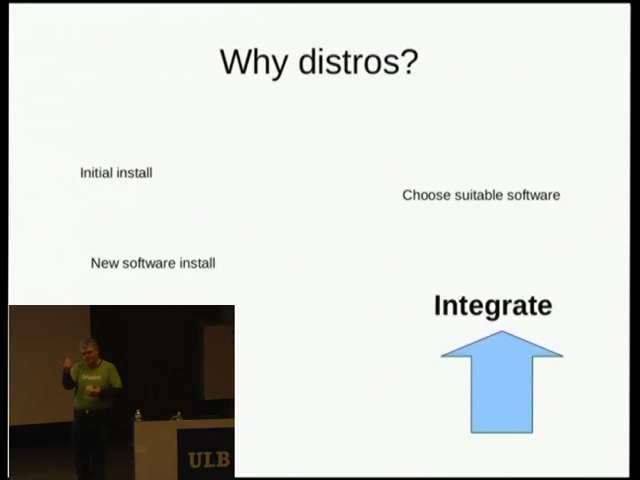 Why distros?
Initial install
Choose suitable software
New software install
Integrate
ULB